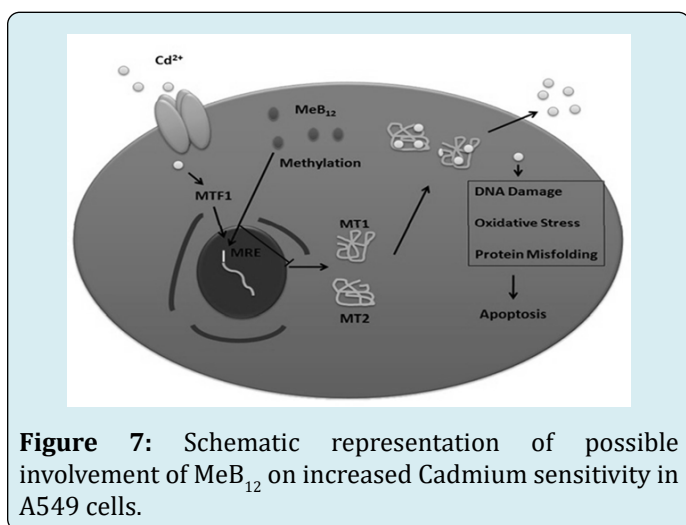 Cd²⁺
MeB₁₂
Methylation
MTF1
MRE
MT1
MT2
DNA Damage
Oxidative Stress
Protein Misfolding
Apoptosis
Figure 7: Schematic representation of possible
involvement of MeB₁₂ on increased Cadmium sensitivity in
A549 cells.